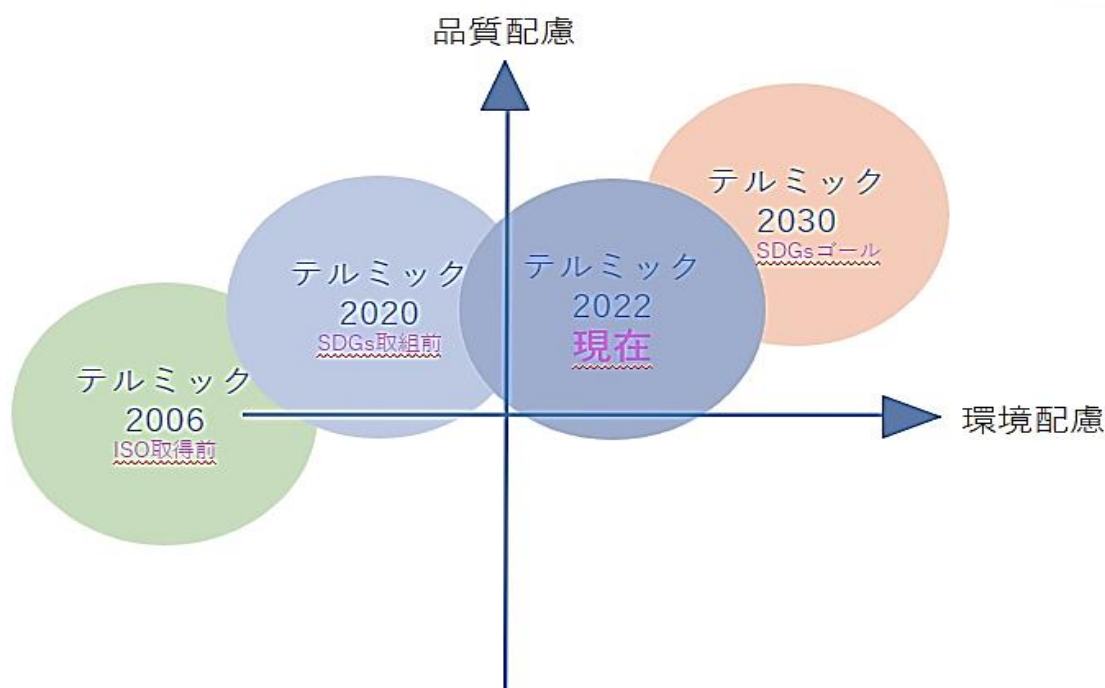 品質配慮
テルミック
2030
SDGsゴール
テルミック
2022
現在
テルミック
2020
SDGs取組前
テルミック
2006
ISO取得前
環境配慮